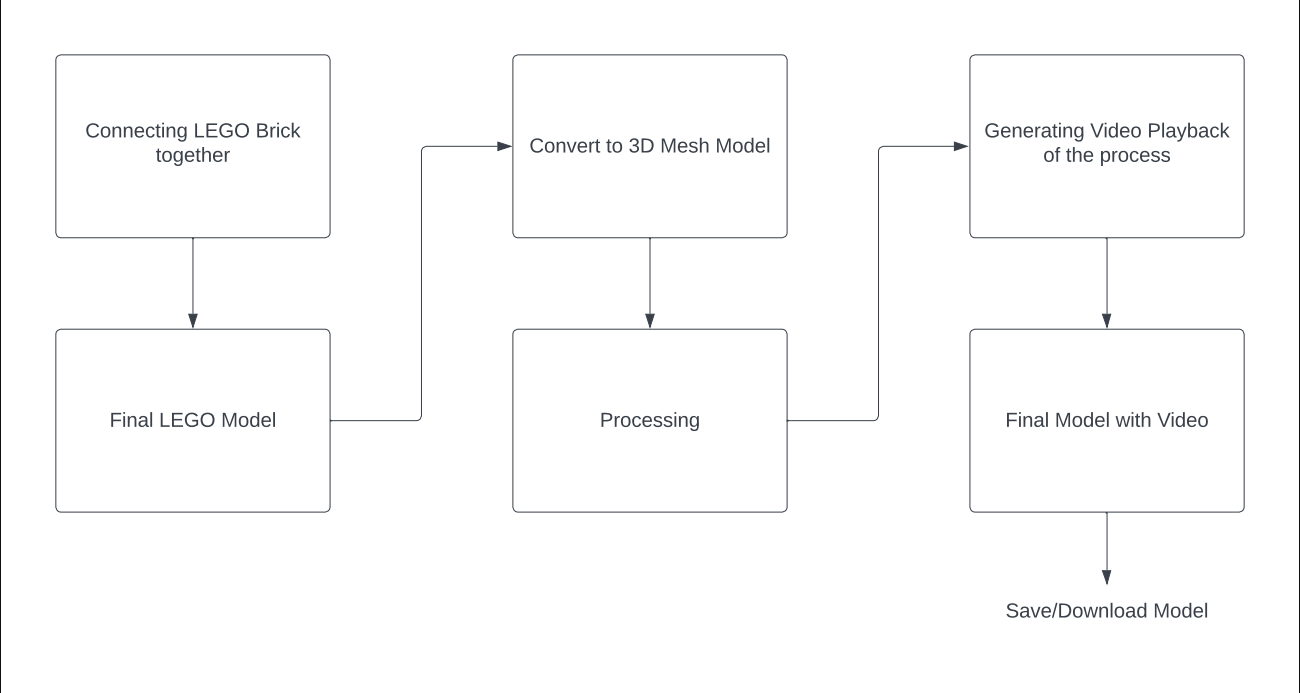 Connecting LEGO Brick
together
Final LEGO Model
Convert to 3D Mesh Model
Processing
Generating Video Playback
of the process
Final Model with Video
Save/Download Model